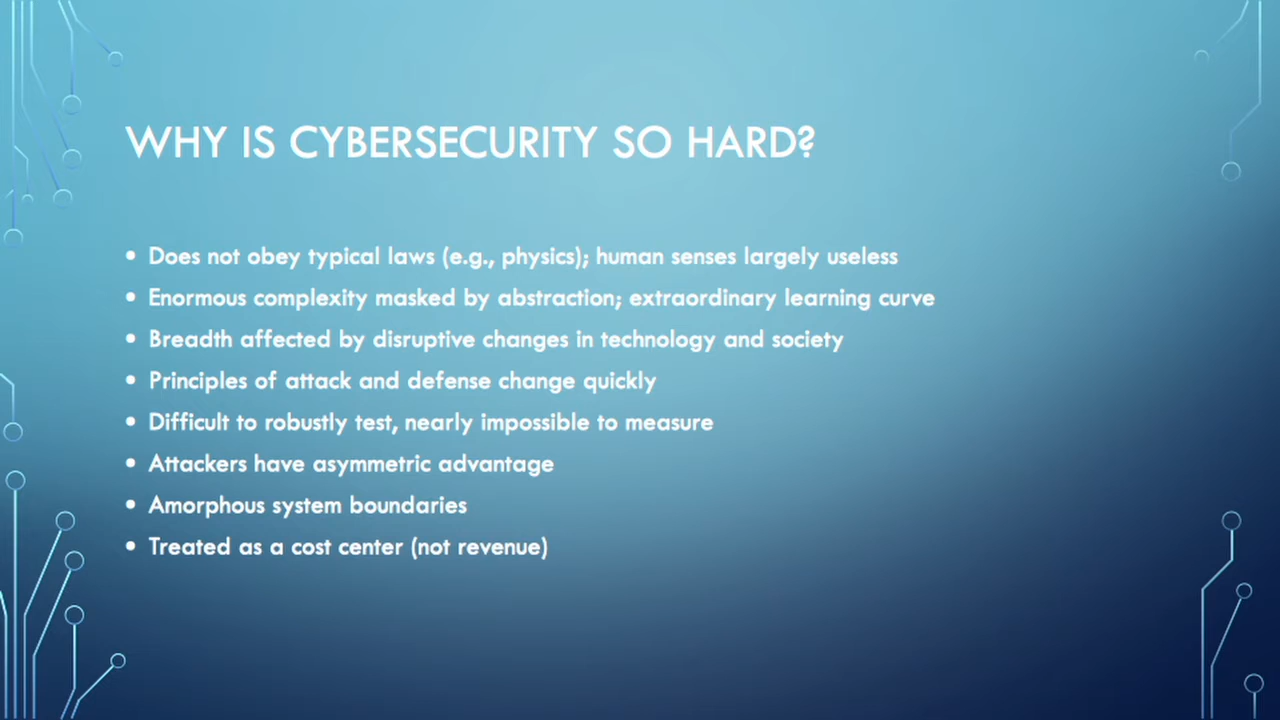 WHY IS CYBERSECURITY SO HARD?
• Does not obey typical laws (e.g., physics); human senses largely useless
• Enormous complexity masked by abstraction; extraordinary learning curve
• Breadth affected by disruptive changes in technology and society
• Principles of attack and defense change quickly
• Difficult to robustly test, nearly impossible to measure
• Attackers have asymmetric advantage
• Amorphous system boundaries
• Treated as a cost center (not revenue)